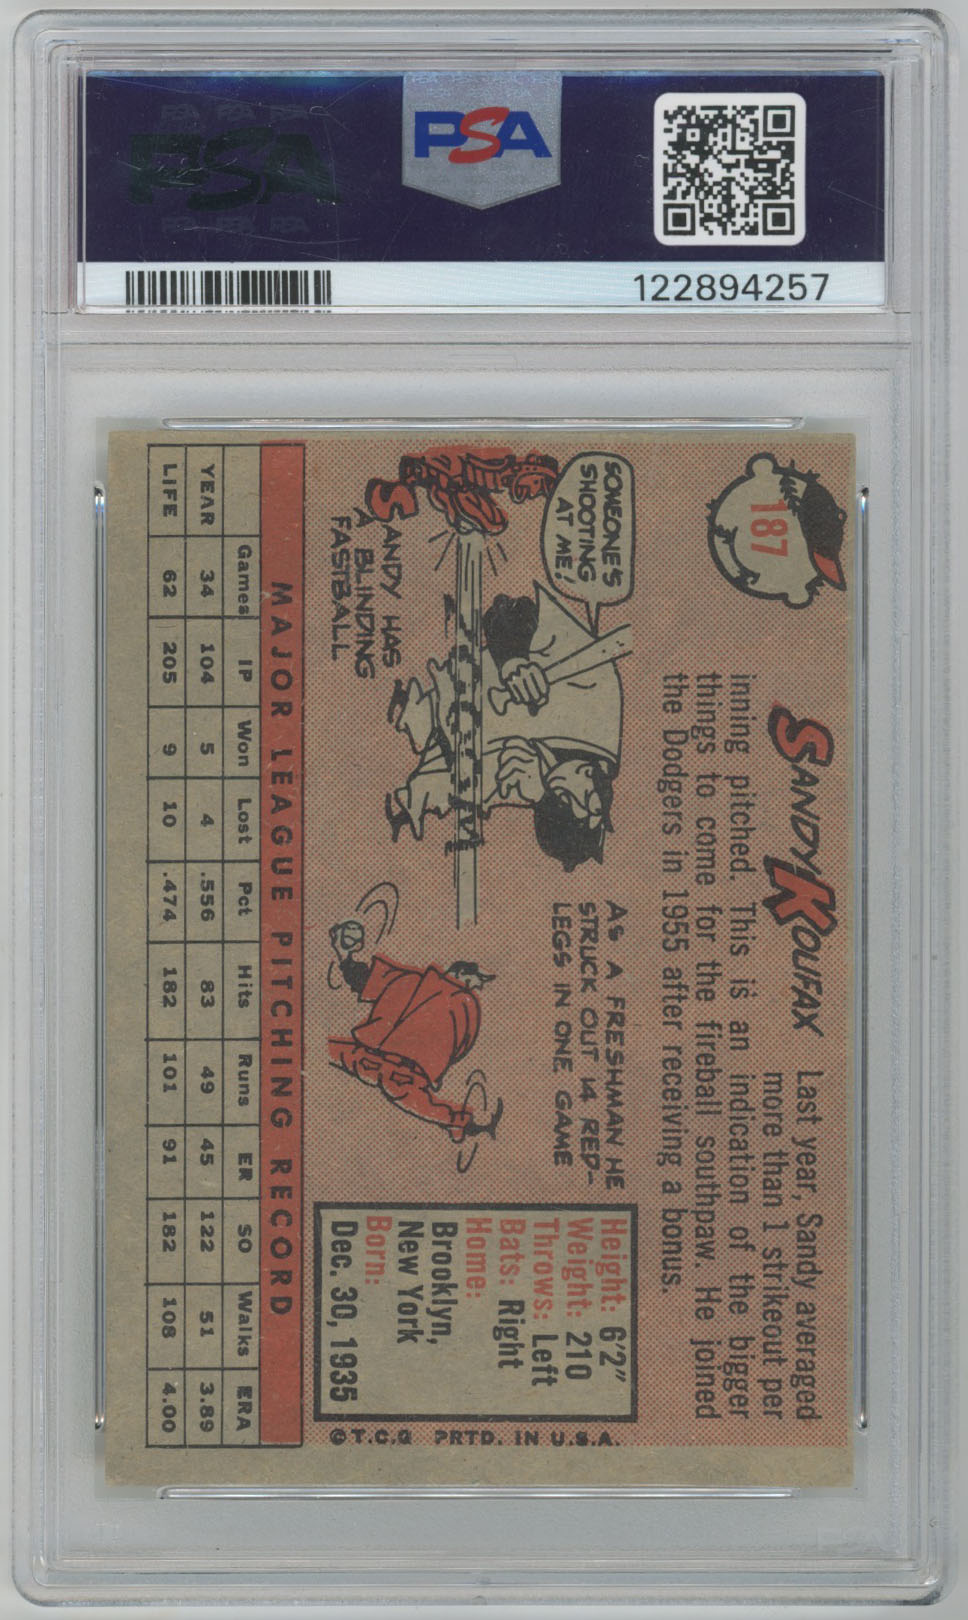 PSA
PSA
122894257
187
SANDY KOUFAX
Last year, Sandy averaged
more than 1 strikeout per
inning pitched. This is an indication of the bigger
things to come for the fireball southpaw. He joined
the Dodgers in 1955 after receiving a bonus.
SOMEONE'S
SHOOTING
AT ME!
SANDY HAS
A BLINDING
FASTBALL
AS A FRESHMAN HE
STRUCK OUT 14 RED-
LEGS IN ONE GAME
Height: 6'2"
Weight: 210
Throws: Left
Bats: Right
Home:
Brooklyn,
New York
Born:
Dec. 30, 1935
©T.C.G PRTD. IN U.S.A.
MAJOR LEAGUE PITCHING RECORD
Games IP Won Lost Pct Hits Runs ER SO Walks ERA
YEAR 34 104 5 4 .556 83 49 45 122 51 3.89
LIFE 62 205 9 10 .474 182 101 91 182 108 4.00